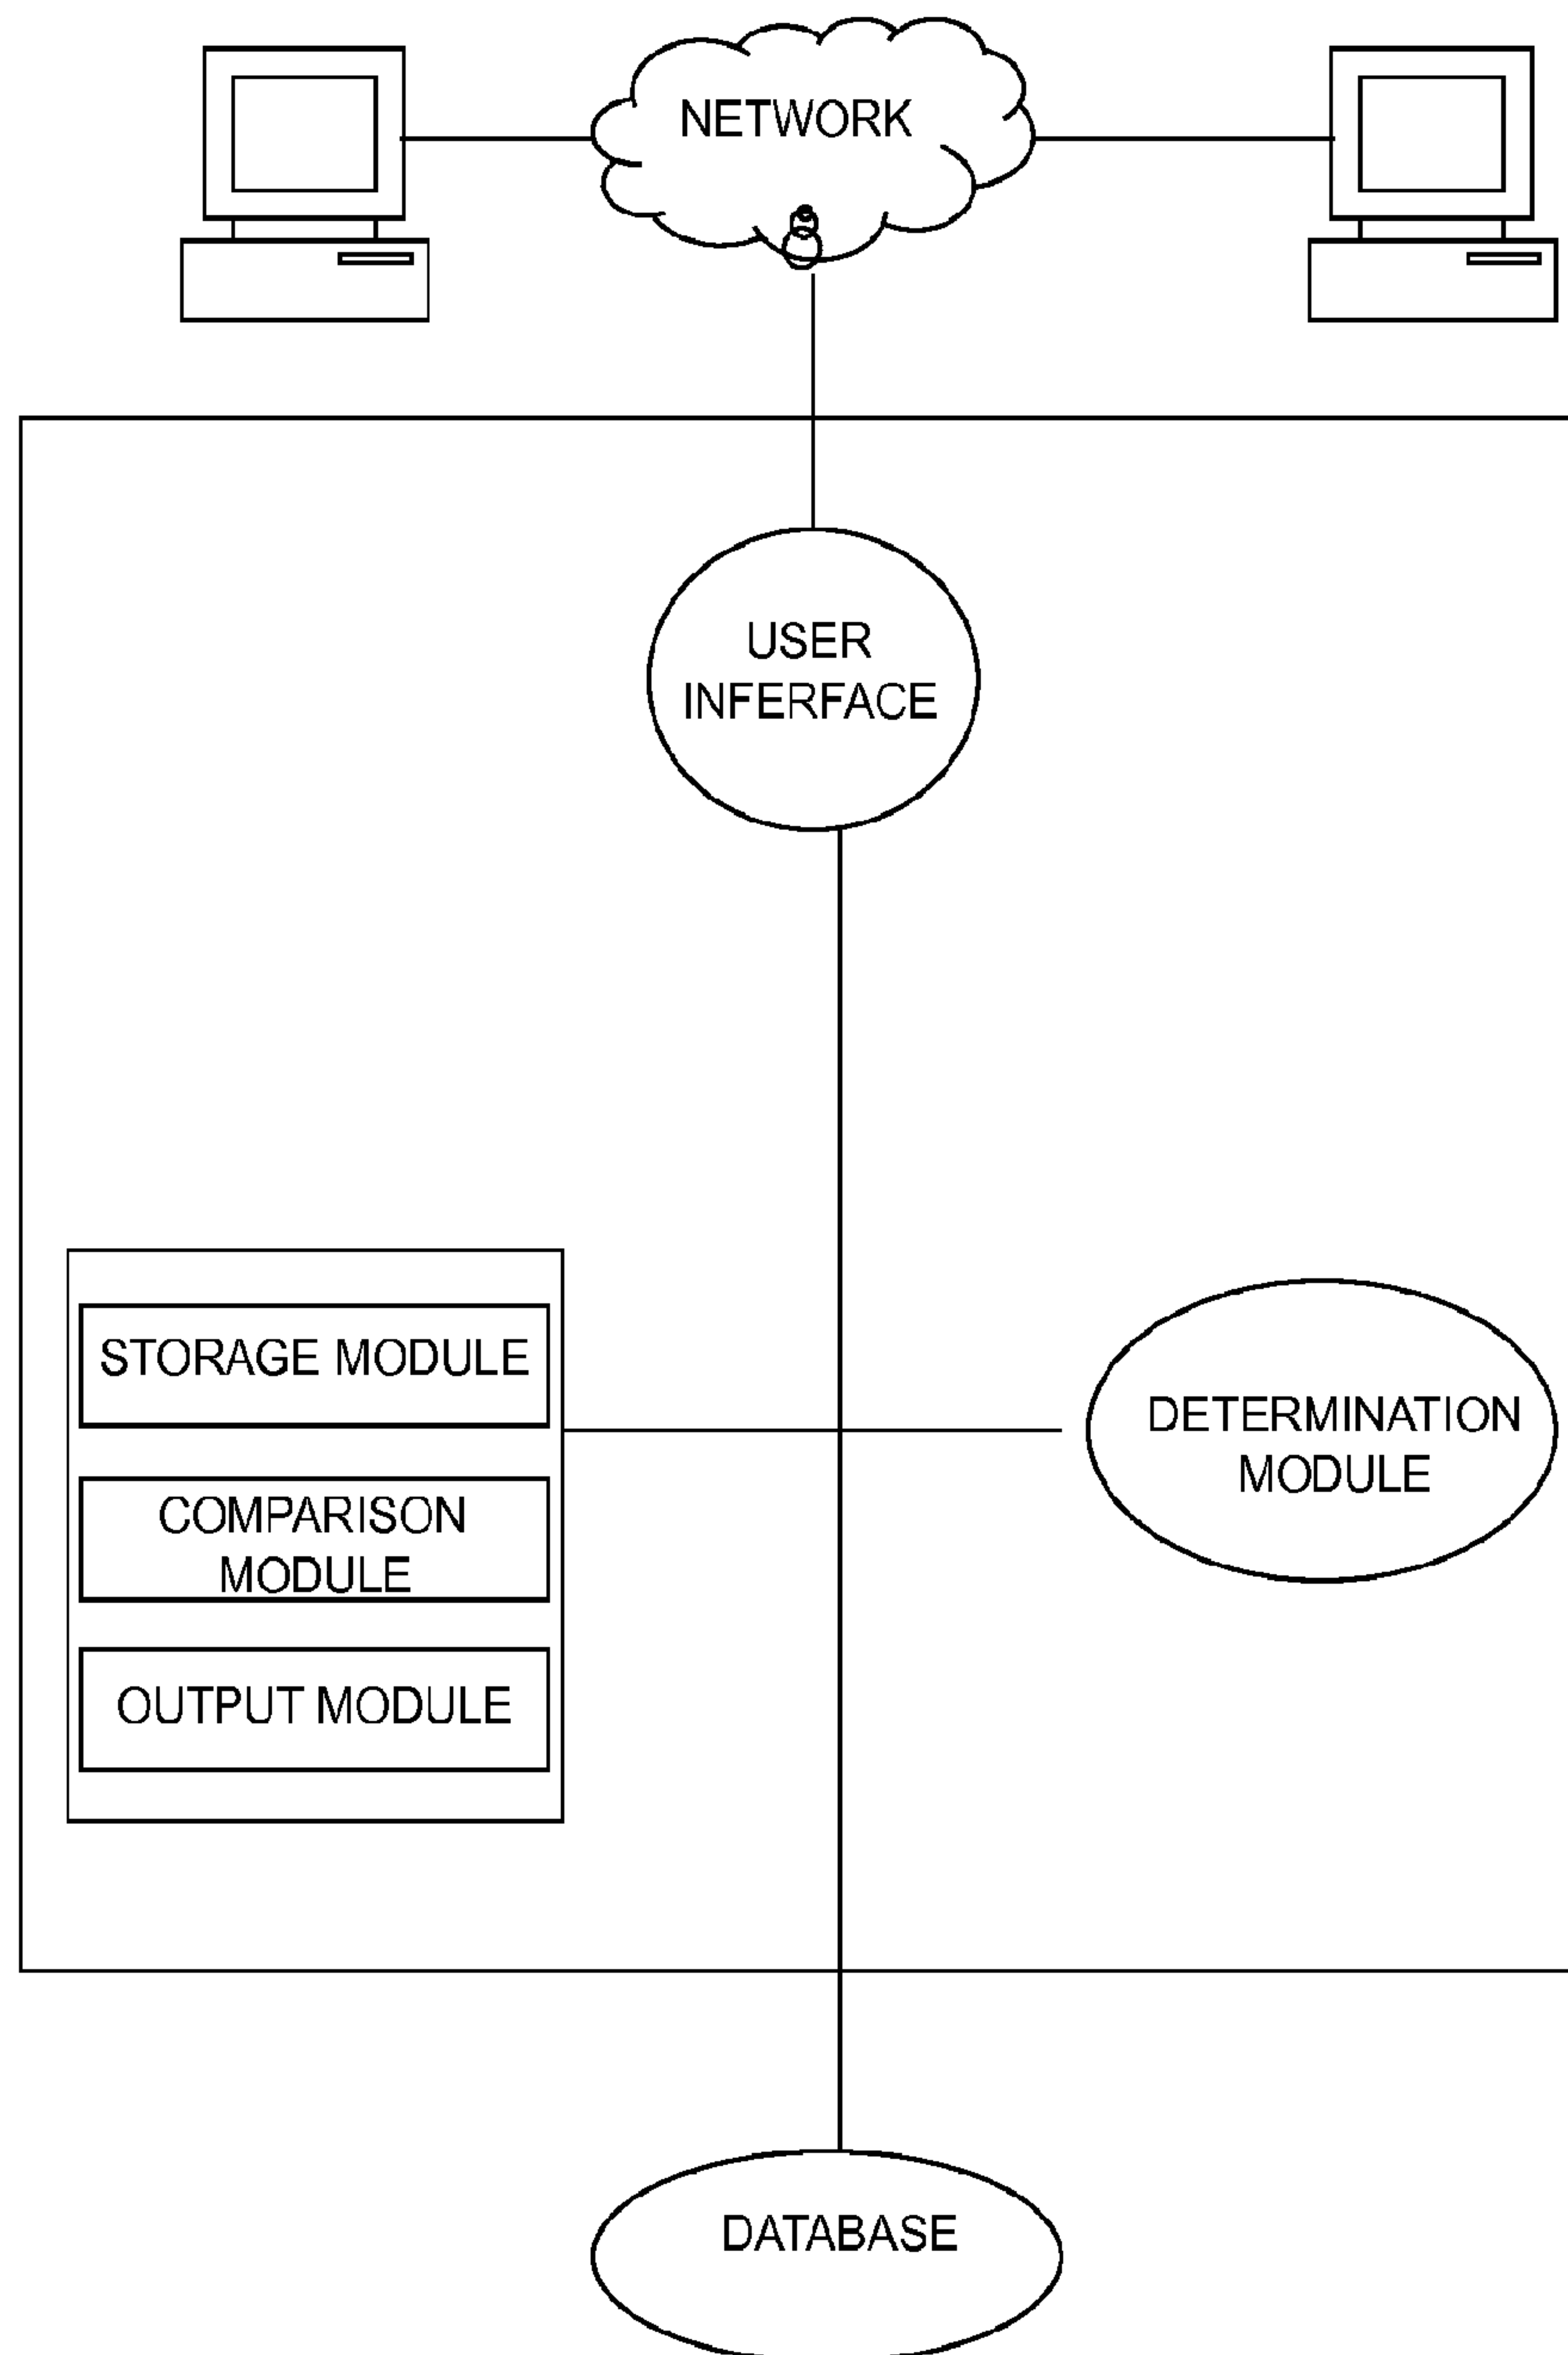 NETWORK
USER
INFERFACE
STORAGE MODULE
COMPARISON
MODULE
OUTPUT MODULE
DETERMINATION
MODULE
DATABASE